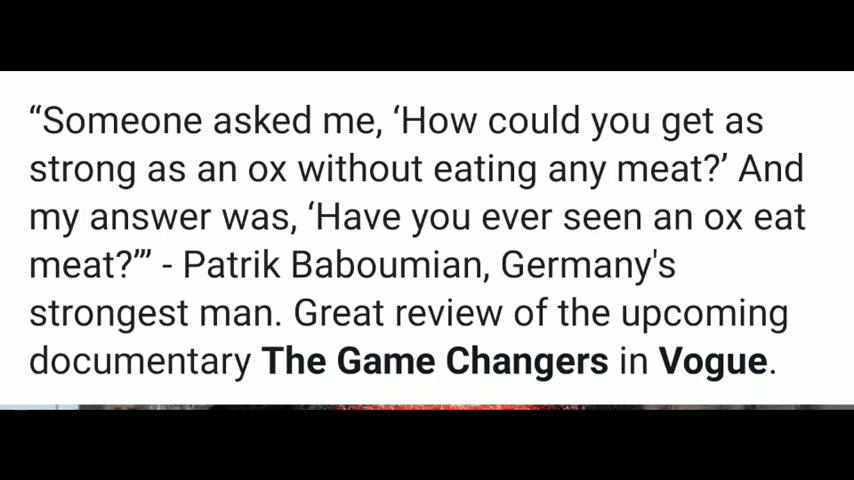 “Someone asked me, ‘How could you get as
strong as an ox without eating any meat?’ And
my answer was, ‘Have you ever seen an ox eat
meat?’” - Patrik Baboumian, Germany's
strongest man. Great review of the upcoming
documentary The Game Changers in Vogue.